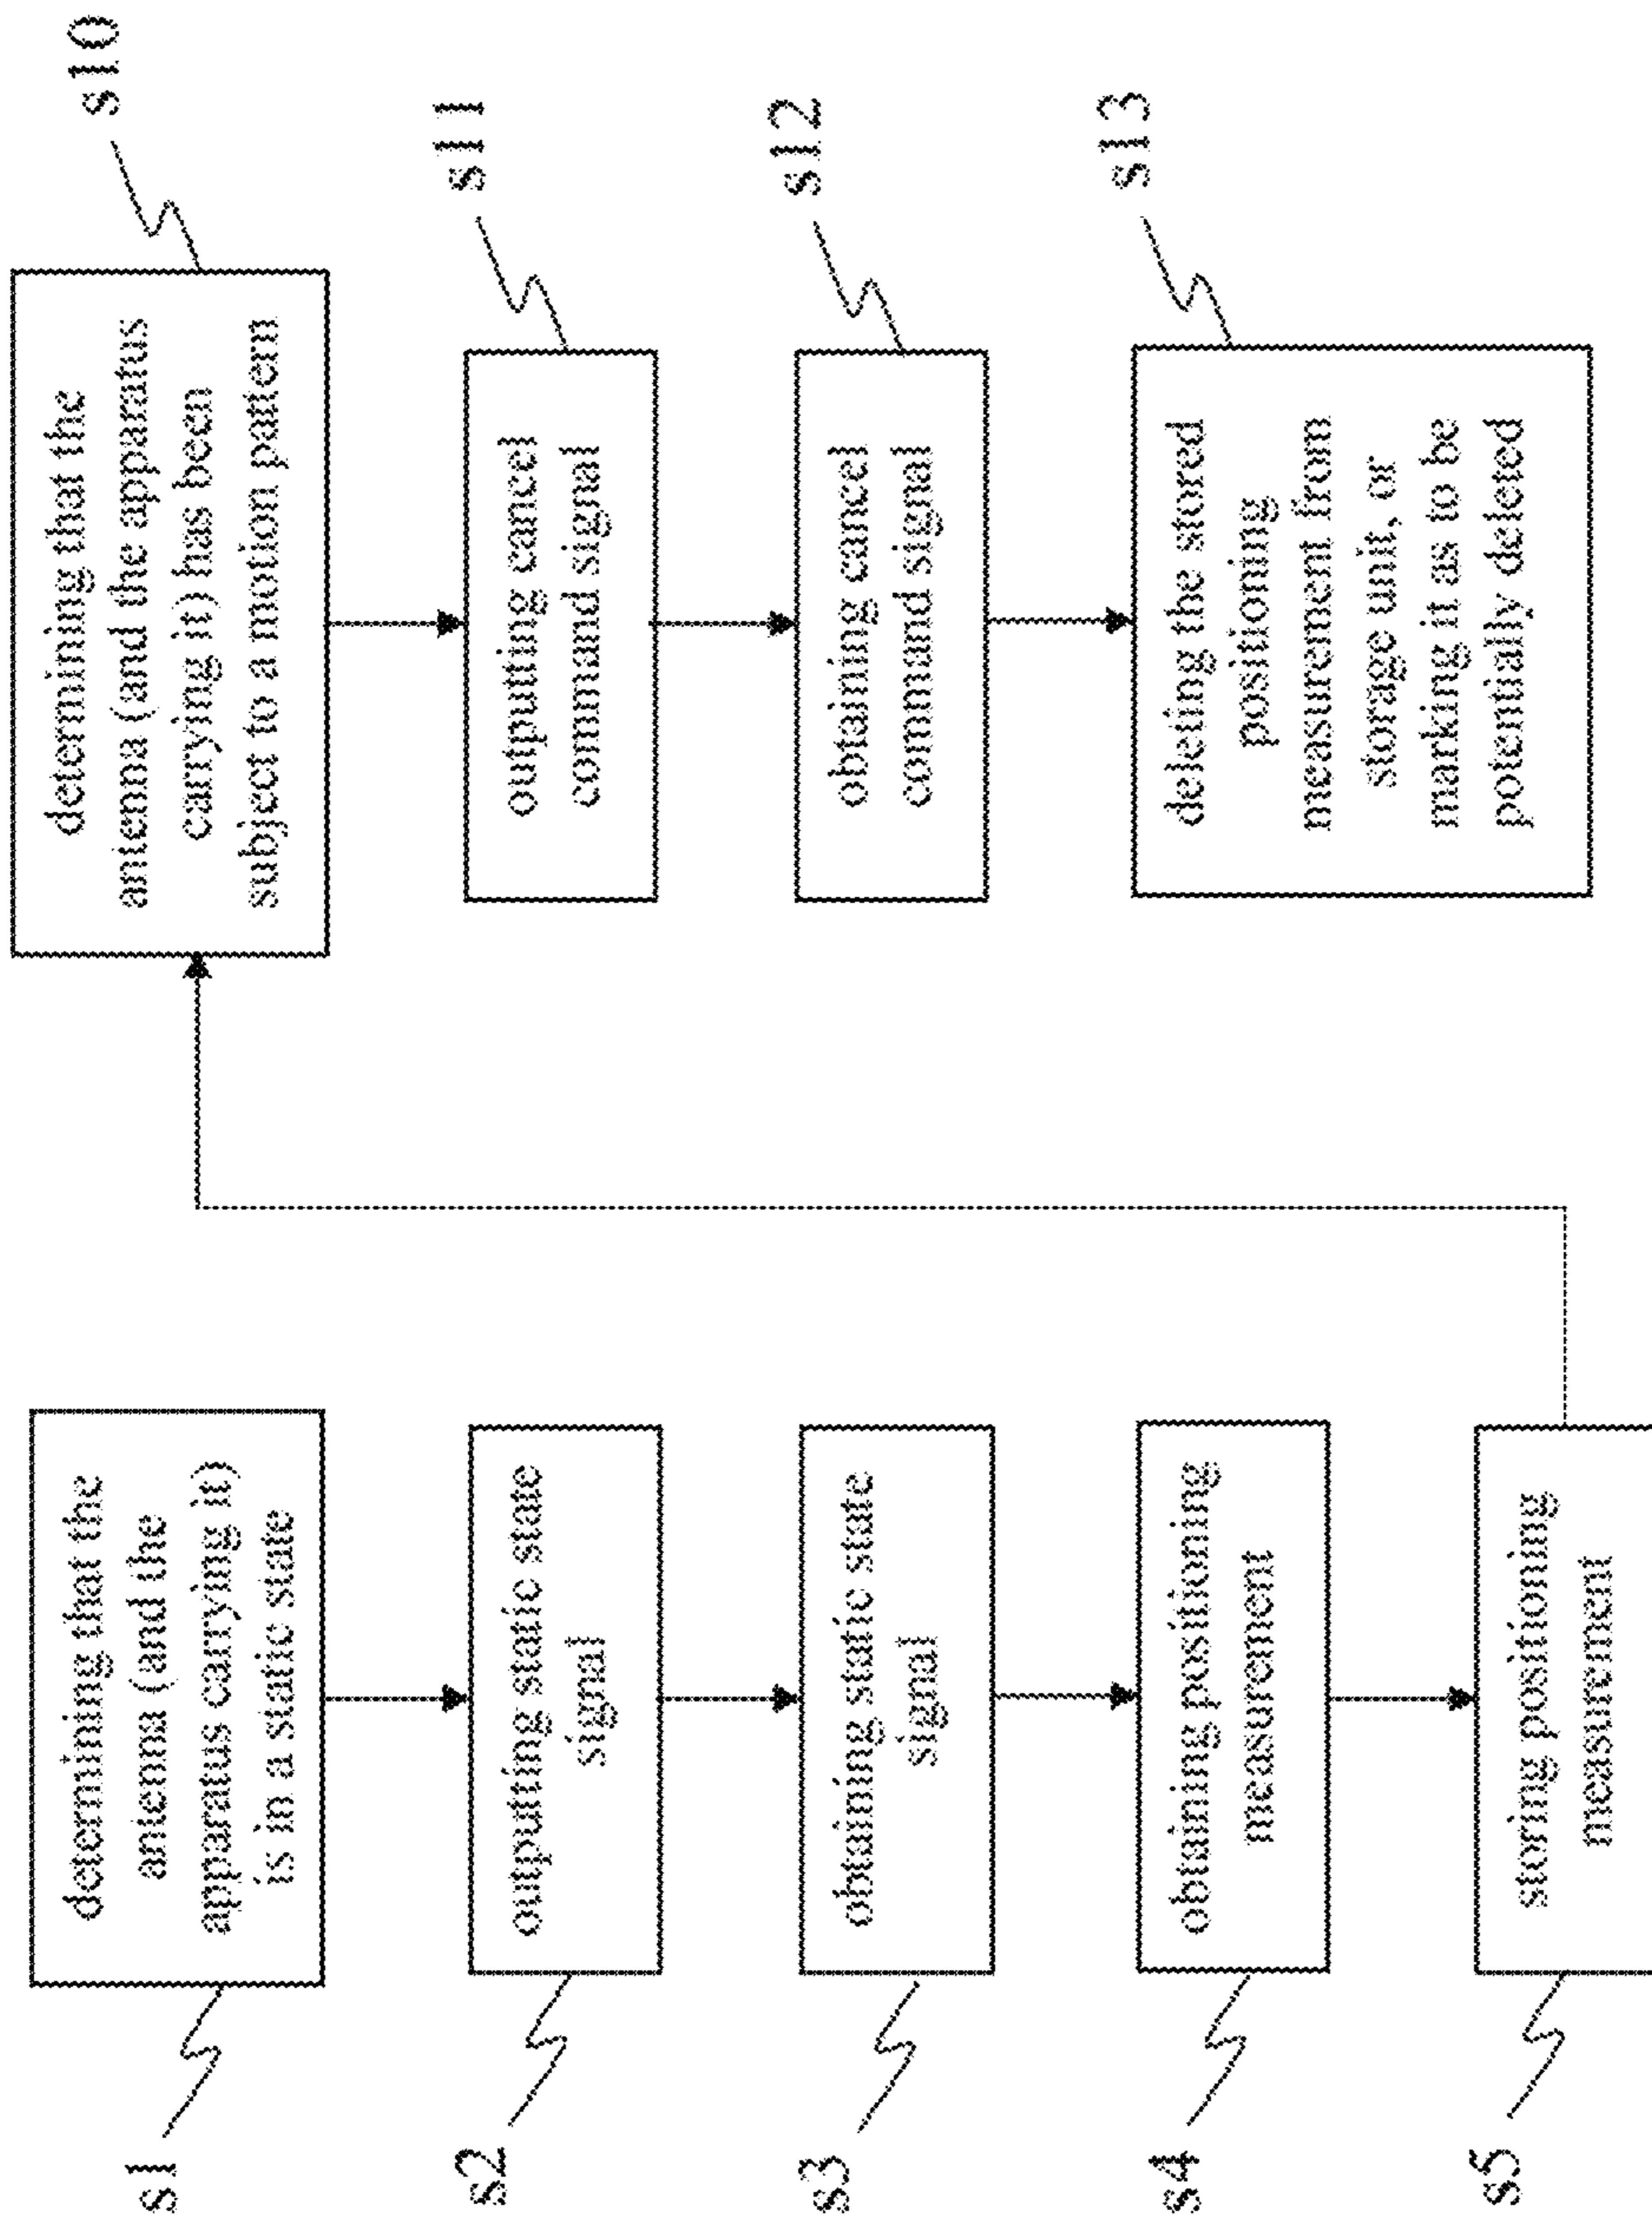 s1
determining that the
antenna (and the
apparatus carrying it)
is in a static state
s2
outputting static state
signal
s3
obtaining static state
signal
s4
obtaining positioning
measurement
s5
storing positioning
measurement
s10
determining that the
antenna (and the apparatus
carrying it) has been
subject to a motion pattern
s11
outputing cancel
command signal
s12
obtaining cancel
command signal
s13
deleting the stored
positioning
measurement from
storage unit, or
marking it as to be
potentially deleted